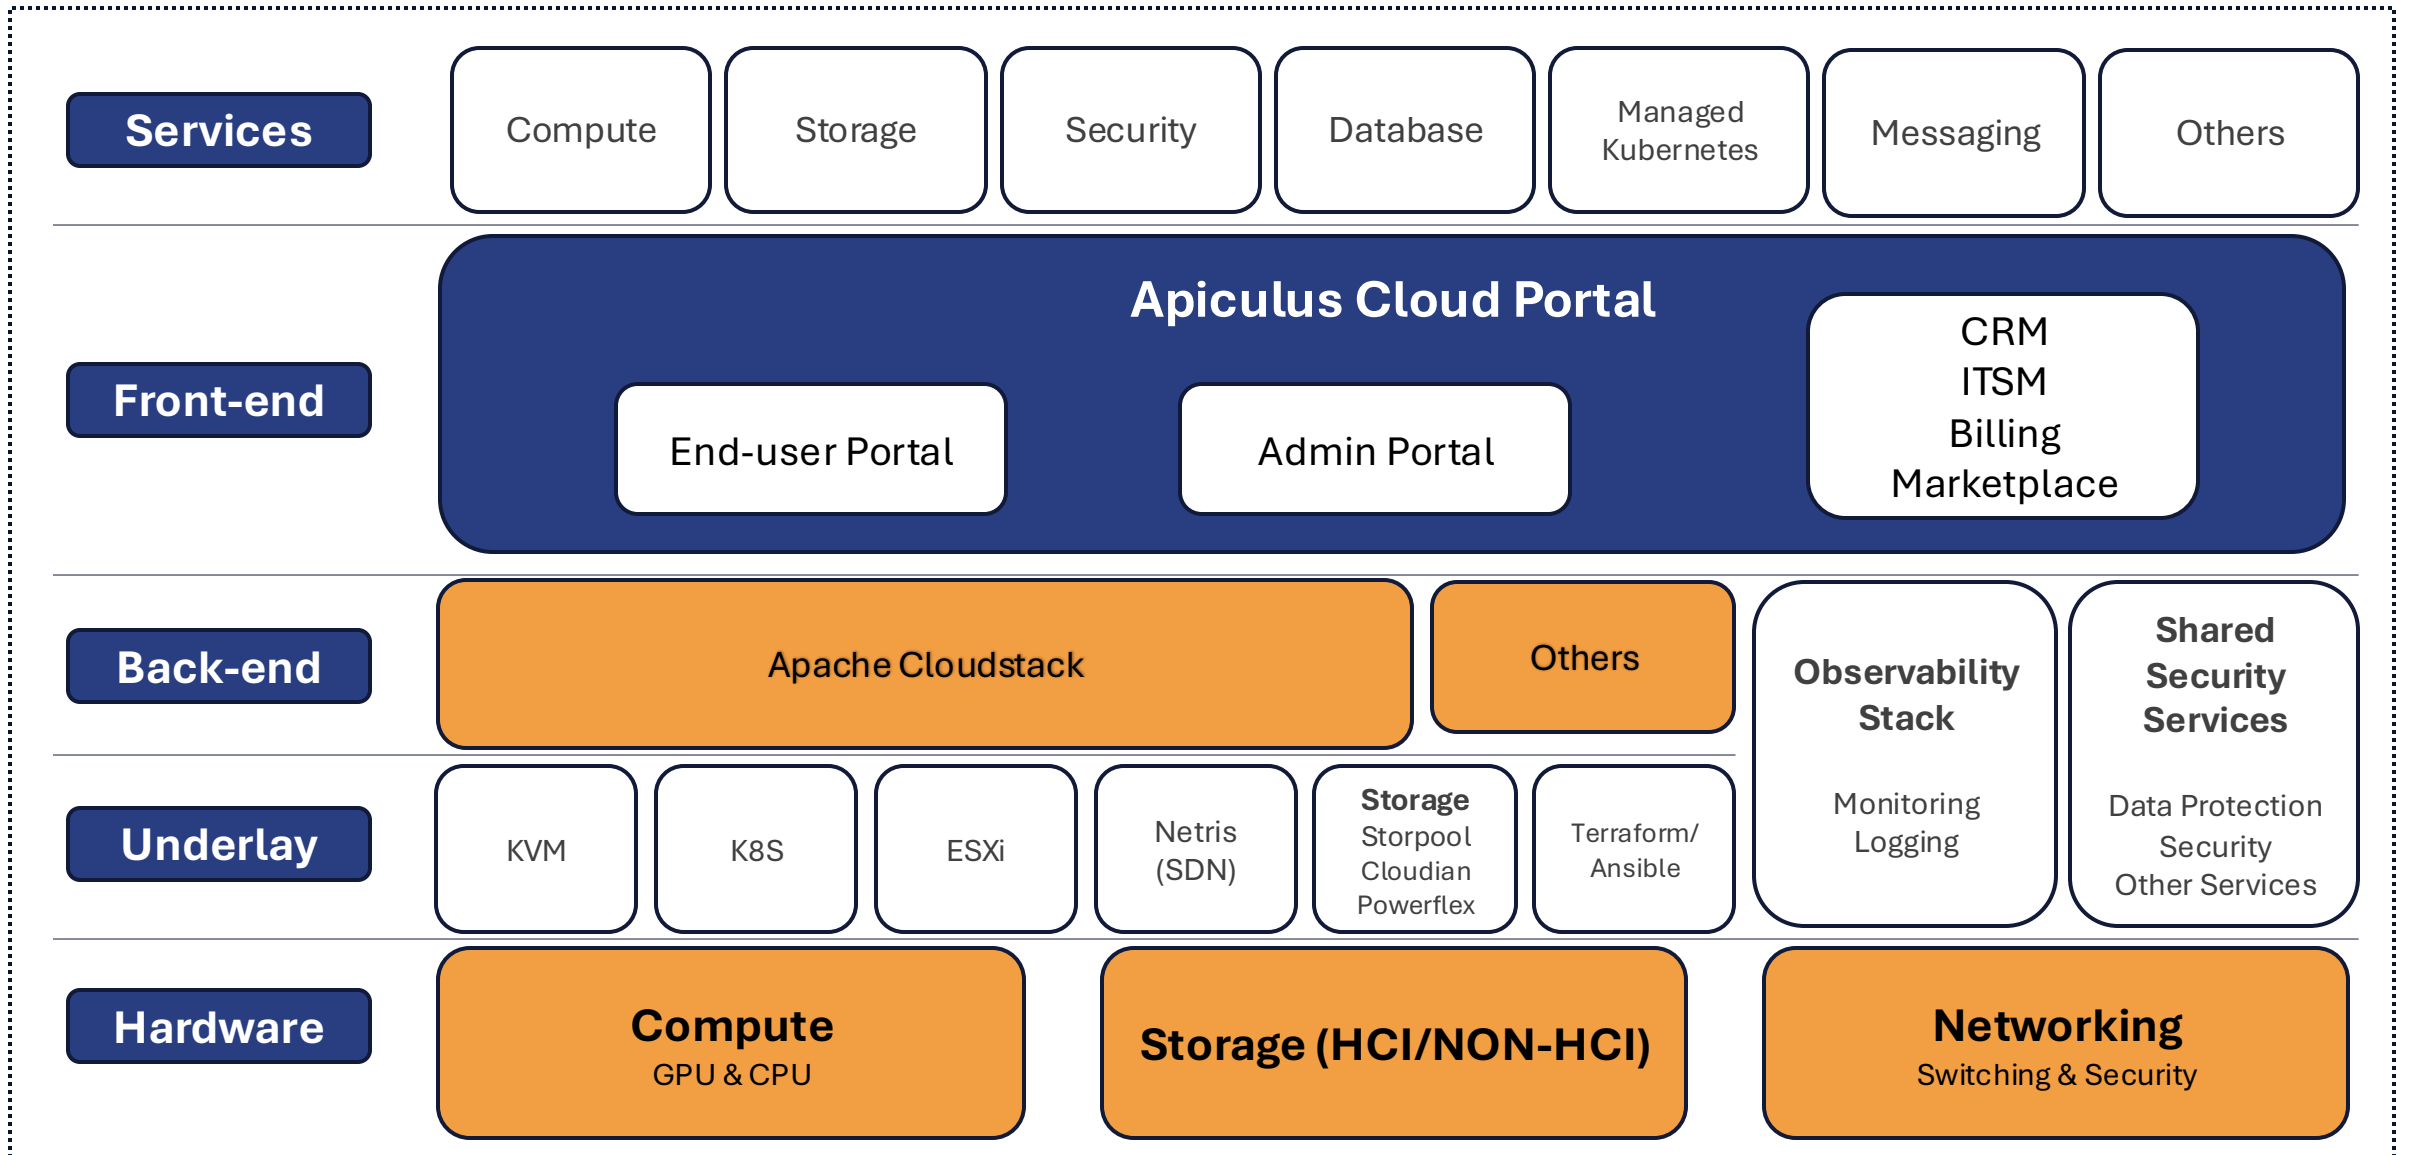 Services
Compute
Storage
Security
Database
Managed
Kubernetes
Messaging
Others
Front-end
Apiculus Cloud Portal
End-user Portal
Admin Portal
CRM
ITSM
Billing
Marketplace
Back-end
Apache Cloudstack
Others
Observability
Stack
Monitoring
Logging
Shared
Security
Services
Data Protection
Security
Other Services
Underlay
KVM
K8S
ESXi
Netris
(SDN)
Storage
Storpool
Cloudian
Powerflex
Terraform/
Ansible
Hardware
Compute
GPU & CPU
Storage (HCI/NON-HCI)
Networking
Switching & Security